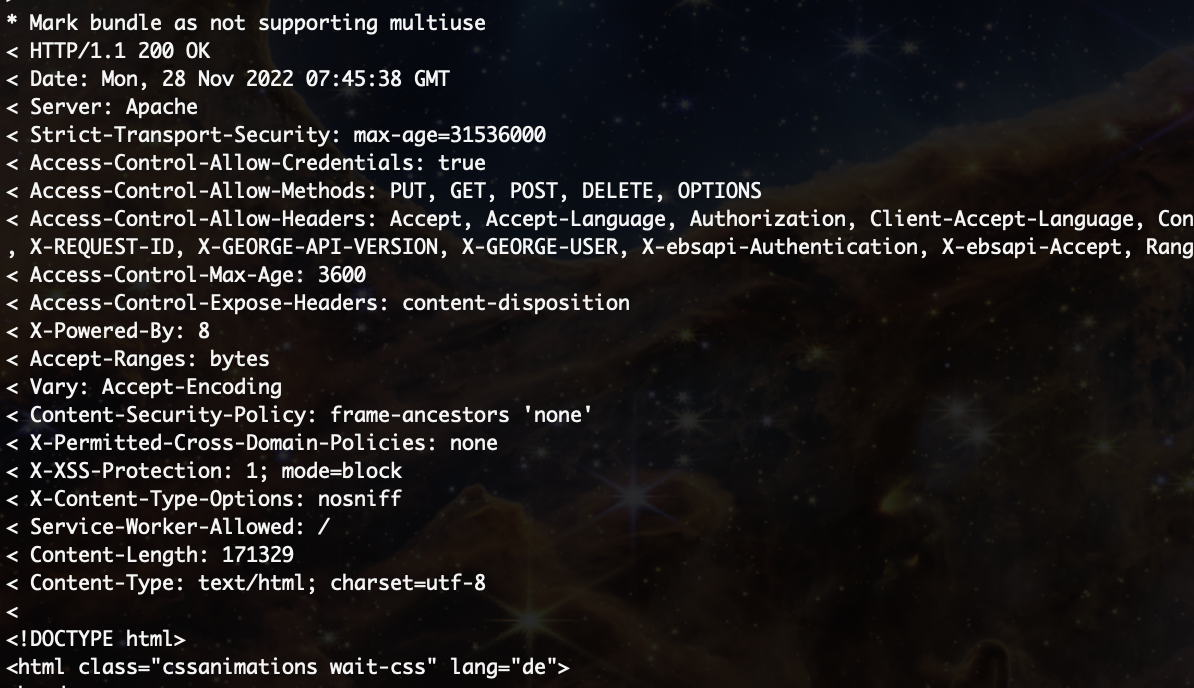 * Mark bundle as not supporting multiuse
< HTTP/1.1 200 OK
< Date: Mon, 28 Nov 2022 07:45:38 GMT
< Server: Apache
< Strict-Transport-Security: max-age=31536000
< Access-Control-Allow-Credentials: true
< Access-Control-Allow-Methods: PUT, GET, POST, DELETE, OPTIONS
< Access-Control-Allow-Headers: Accept, Accept-Language, Authorization, Client-Accept-Language, Con
, X-REQUEST-ID, X-GEORGE-API-VERSION, X-GEORGE-USER, X-ebsapi-Authentication, X-ebsapi-Accept, Rang
< Access-Control-Max-Age: 3600
< Access-Control-Expose-Headers: content-disposition
< X-Powered-By: 8
< Accept-Ranges: bytes
< Vary: Accept-Encoding
< Content-Security-Policy: frame-ancestors 'none'
< X-Permitted-Cross-Domain-Policies: none
< X-XSS-Protection: 1; mode=block
< X-Content-Type-Options: nosniff
< Service-Worker-Allowed: /
< Content-Length: 171329
< Content-Type: text/html; charset=utf-8
<
<!DOCTYPE html>
<html class="cssanimations wait-css" lang="de">